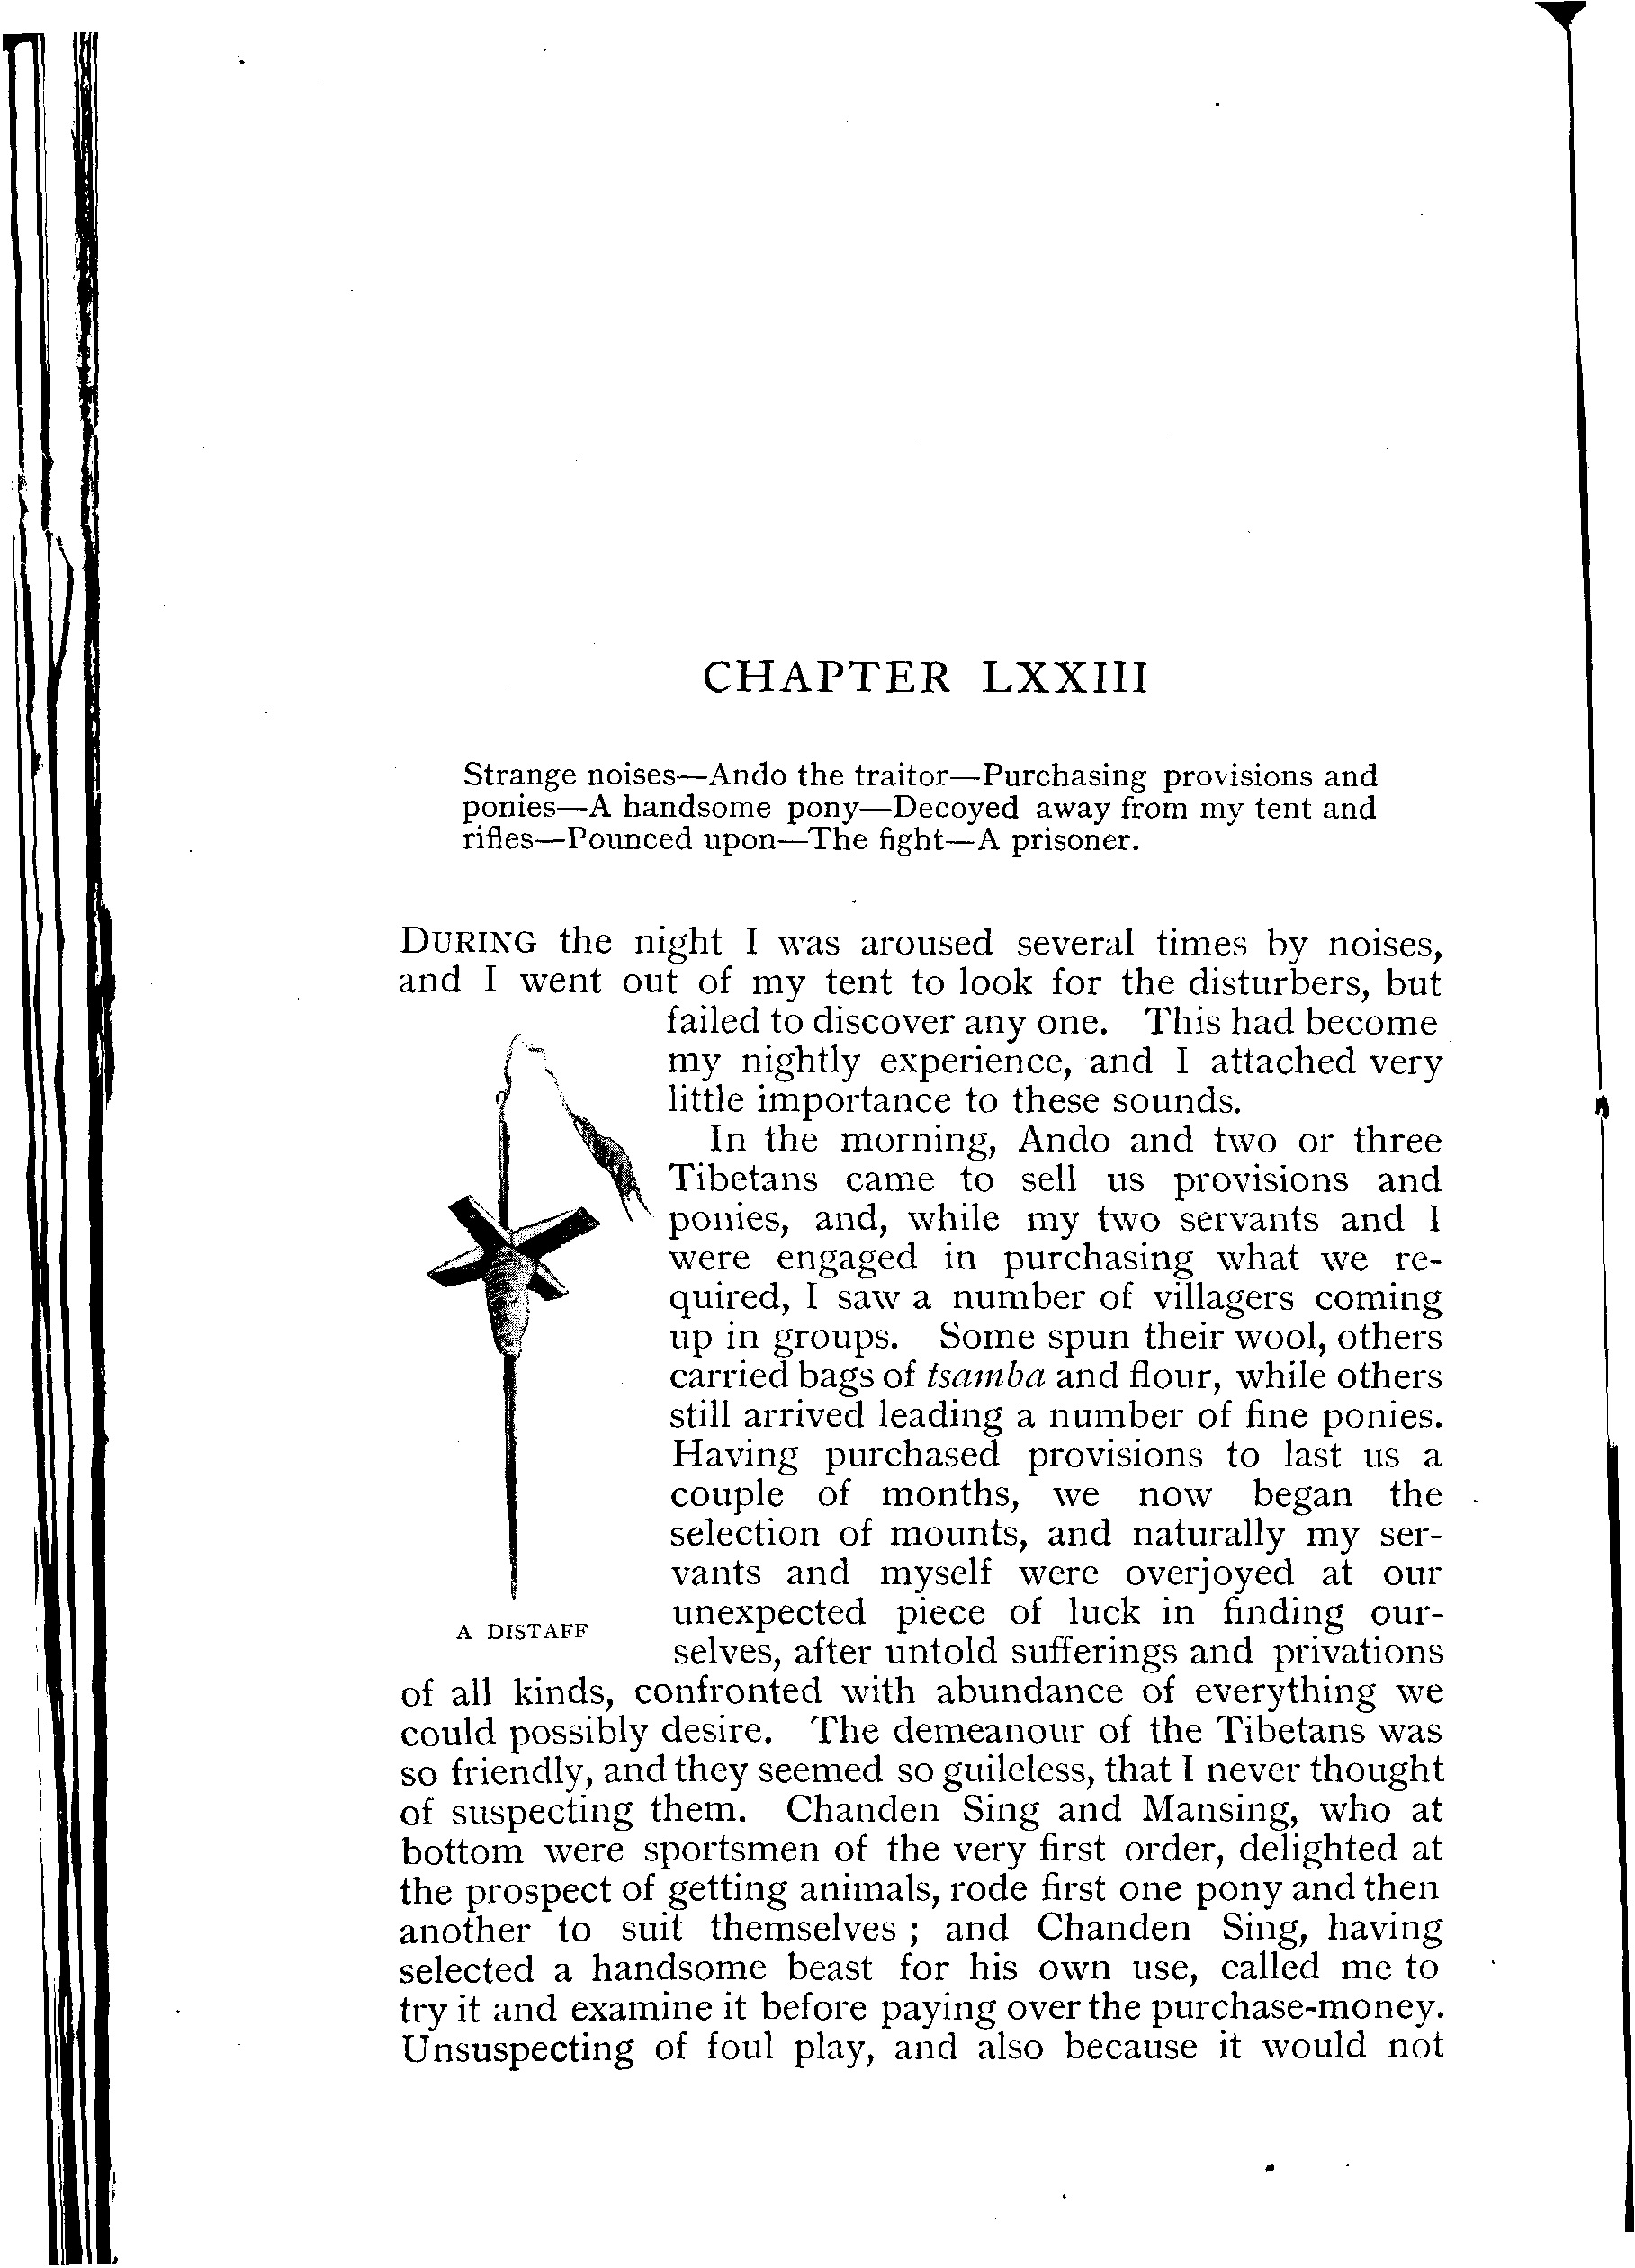 CHAPTER LXXIII
Strange noises—Ando the traitor—Purchasing provisions and
ponies—A handsome pony—Decoyed away from my tent and
rifles—Pounced upon—The fight—A prisoner.
DURING the night I was aroused several times by noises,
and I went out of my tent to look for the disturbers, but
failed to discover any one. This had become
my nightly experience, and I attached very
little importance to these sounds.
In the morning, Ando and two or three
Tibetans came to sell us provisions and
ponies, and, while my two servants and I
were engaged in purchasing what we re-
quired, I saw a number of villagers coming
up in groups. Some spun their wool, others
carried bags of tsamba and flour, while others
still arrived leading a number of fine ponies.
Having purchased provisions to last us a
couple of months, we now began the
selection of mounts, and naturally my ser-
vants and myself were overjoyed at our
unexpected piece of luck in finding our-
selves, after untold sufferings and privations
A DISTAFF
of all kinds, confronted with abundance of everything we
could possibly desire. The demeanour of the Tibetans was
so friendly, and they seemed so guileless, that I never thought
of suspecting them. Chanden Sing and Mansing, who at
bottom were sportsmen of the very first order, delighted at
the prospect of getting animals, rode first one pony and then
another to suit themselves ; and Chanden Sing, having
selected a handsome beast for his own use, called me to
try it and examine it before paying over the purchase-money.
Unsuspecting of foul play, and also because it would not